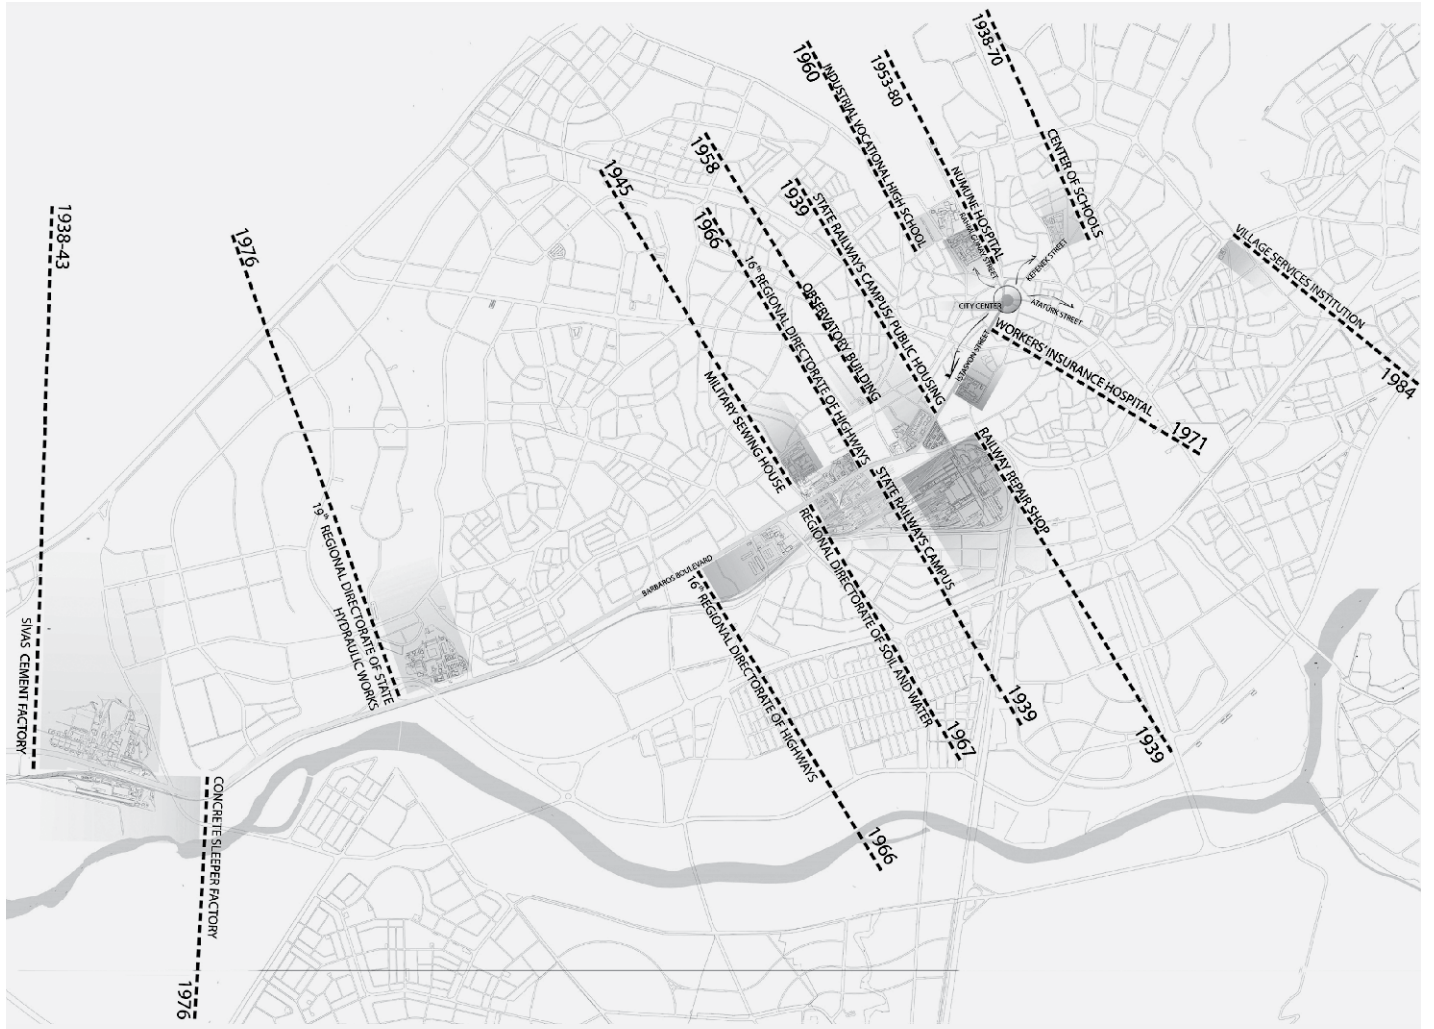 1938-43
SIVAS CEMENT FACTORY
1976
19th REGIONAL DIRECTORATE OF STATE
HYDRAULIC WORKS
CONCRETE SLEEPER FACTORY
1976
1945
MILITARY SEWING HOUSE
1966
16th REGIONAL DIRECTORATE OF HIGHWAYS
1958
OBSERVATORY BUILDING
1939
STATE RAILWAYS CAMPUS/ PUBLIC HOUSING
1960
INDUSTRIAL VOCATIONAL HIGH SCHOOL
1953-80
NUMUNE HOSPITAL
1938-70
CENTER OF SCHOOLS
KEPENEK STREET
CITY CENTER
ATATÜRK STREET
İSTASYON STREET
VILLAGE SERVICES INSTITUTION
1984
WORKERS' INSURANCE HOSPITAL
1971
RAILWAY REPAIR SHOP
1939
STATE RAILWAYS CAMPUS
1939
REGIONAL DIRECTORATE OF SOIL AND WATER
1967
BARBAROS BOULEVARD
16th REGIONAL DIRECTORATE OF HIGHWAYS
1966